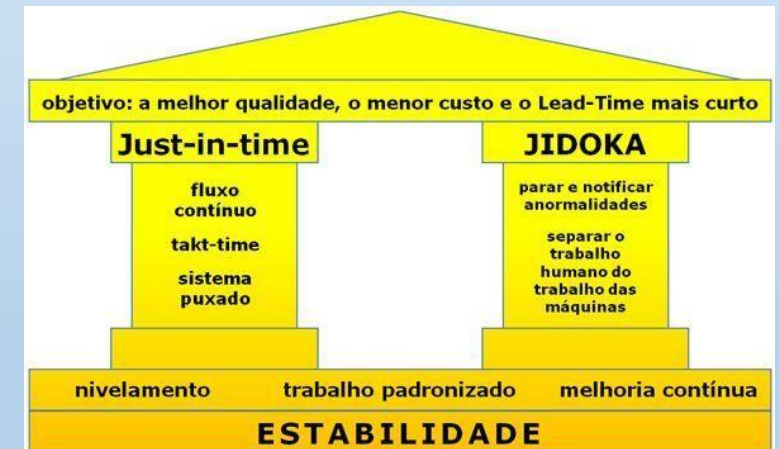 objetivo: a melhor qualidade, o menor custo e o Lead-Time mais curto
Just-in-time
fluxo
contínuo
takt-time
sistema
puxado
JIDOKA
parar e notificar
anormalidades
separar o
trabalho
humano do
trabalho das
máquinas
nivelamento trabalho padronizado melhoria contínua
ESTABILIDADE